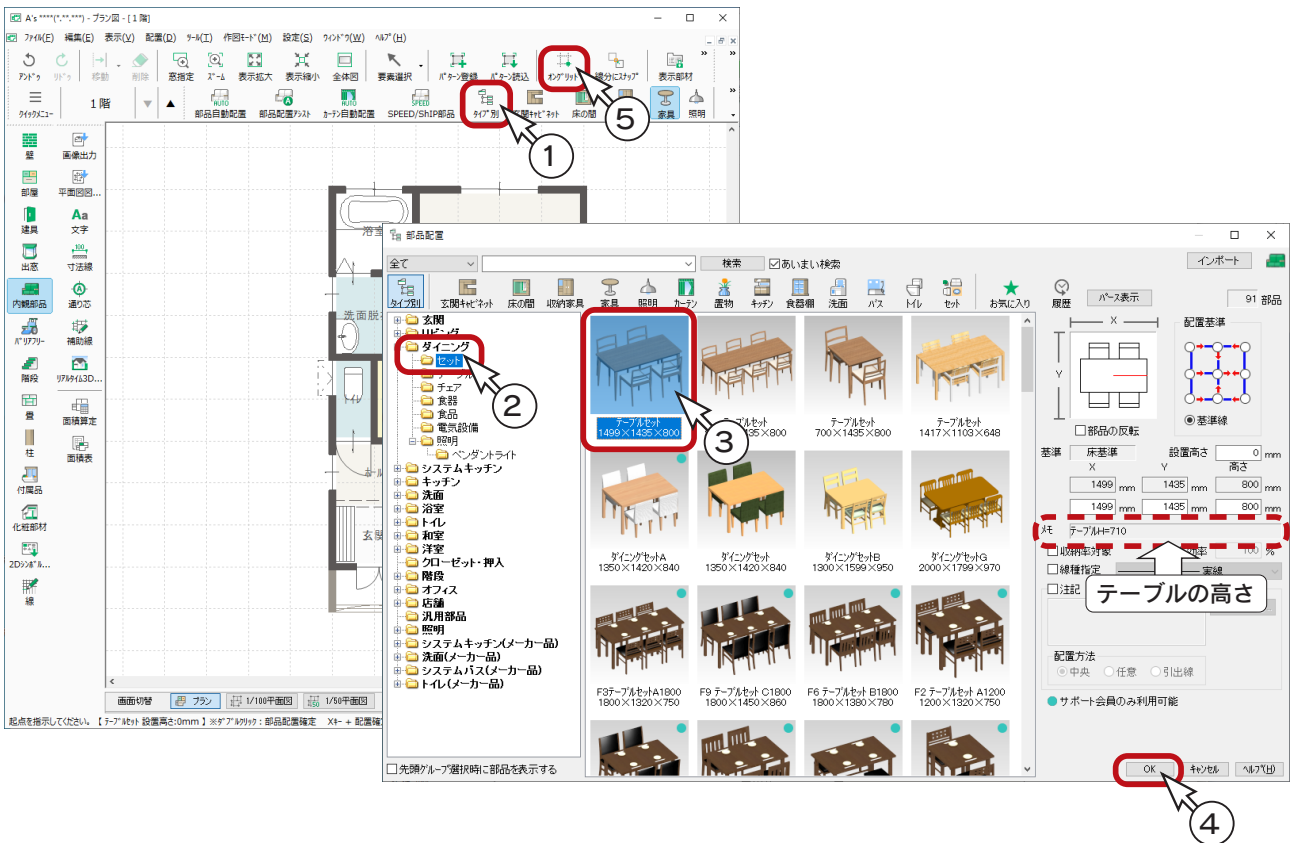 A's ****(*.**.***) - プラン図 - [1 階]
ファイル(F) 編集(E) 表示(V) 配置(D) ツール(T) 作図モード(M) 設定(S) ウィンドウ(W) ヘルプ(H)
アンドゥ リドゥ 移動 削除 窓指定 ズーム 表示拡大 表示縮小 全体図 要素選択 パターン登録 パターン読込 オングリット 線分にスナップ 表示部材
クイックメニュー 1 階 部品自動配置 部品配置アシスト カーテン自動配置 SPEED/ShIP部品 タイプ別 玄関キャビネット 床の間 家具 照明
⑤
①
壁 画像出力
部屋 平面図図...
建具 文字
出窓 寸法線
内観部品 通り芯
バリアフリー 補助線
階段 リアルタイム3D...
畳 面積算定
柱 面積表
付属品
化粧部材
2Dシンボル...
線
浴室
洗面脱
ホール
玄関
画面切替 プラン 1/100平面図 1/50平面図
起点を指示してください。【 テーブルセット 設置高さ:0mm 】※ダブルクリック：部品配置確定 Xキー + 配置確
部品配置
全て 検索 あいまい検索 インポート
タイプ別 玄関キャビネット 床の間 収納家具 家具 照明 カーテン 置物 キッチン 食器棚 洗面 バス トイレ セット お気に入り 履歴 パース表示 91 部品
玄関
リビング
ダイニング
セット
テーブル
チェア
食器
食品
電気設備
照明
ペンダントライト
システムキッチン
キッチン
洗面
浴室
トイレ
和室
洋室
クローゼット・押入
階段
オフィス
店舗
汎用部品
照明
システムキッチン(メーカー品)
洗面(メーカー品)
システムバス(メーカー品)
トイレ(メーカー品)
先頭グループ選択時に部品を表示する
②
③
テーブルセット
1499×1435×800
テーブルセット
テーブルセット
700×1435×800
テーブルセット
1417×1103×648
ダイニングセットA
1350×1420×840
ダイニングセット
1350×1420×840
ダイニングセットB
1300×1599×950
ダイニングセットG
2000×1799×970
F3テーブルセットA1800
1800×1320×750
F9 テーブルセット C1800
1800×1450×860
F6 テーブルセット B1800
1800×1380×780
F2 テーブルセット A1200
1200×1320×750
X
Y
配置基準
基準線
部品の反転
基準 床基準 設置高さ 0 mm
X Y 高さ
1499 mm 1435 mm 800 mm
1499 mm 1435 mm 800 mm
メモ テーブルH=710
収納率対象 100 %
線種指定 実線
注記
テーブルの高さ
配置方法
中央 任意 引出線
サポート会員のみ利用可能
OK キャンセル ヘルプ(H)
④